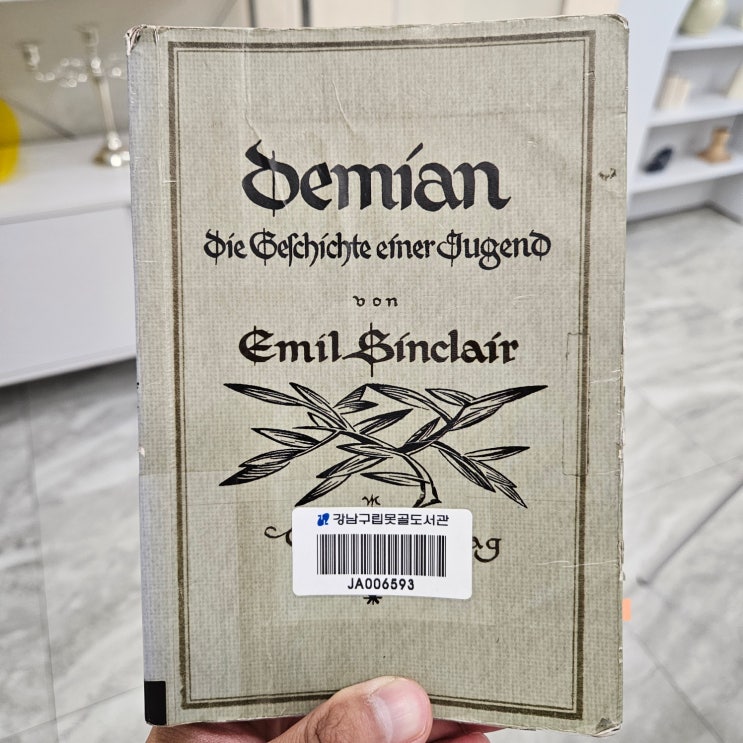 Demian
Die Geschichte einer Jugend
von
Emil Sinclair
강남구립못골도서관
JA006593